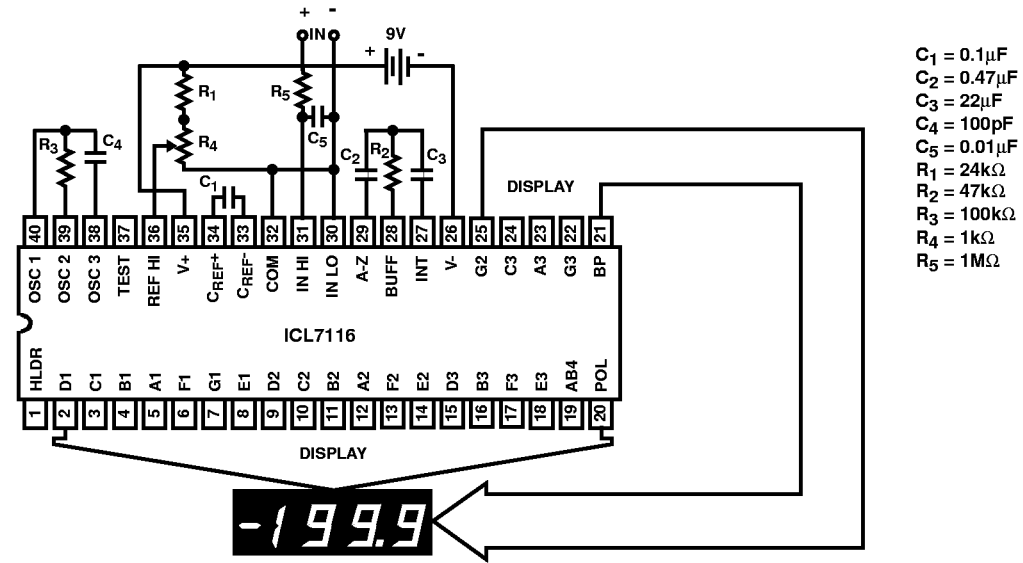 + -
IN
9V
+ -
R1
R5
C5
R3
C4
R4
C2
R2
C3
C1
DISPLAY
40 39 38 37 36 35 34 33 32 31 30 29 28 27 26 25 24 23 22 21
OSC 1
OSC 2
OSC 3
TEST
REF HI
V+
CREF+
CREF-
COM
IN HI
IN LO
A-Z
BUFF
INT
V-
G2
C3
A3
G3
BP
ICL7116
HLDR
D1
C1
B1
A1
F1
G1
E1
D2
C2
B2
A2
F2
E2
D3
B3
F3
E3
AB4
POL
1 2 3 4 5 6 7 8 9 10 11 12 13 14 15 16 17 18 19 20
DISPLAY
-199.9
C1 = 0.1µF
C2 = 0.47µF
C3 = 22µF
C4 = 100pF
C5 = 0.01µF
R1 = 24kΩ
R2 = 47kΩ
R3 = 100kΩ
R4 = 1kΩ
R5 = 1MΩ